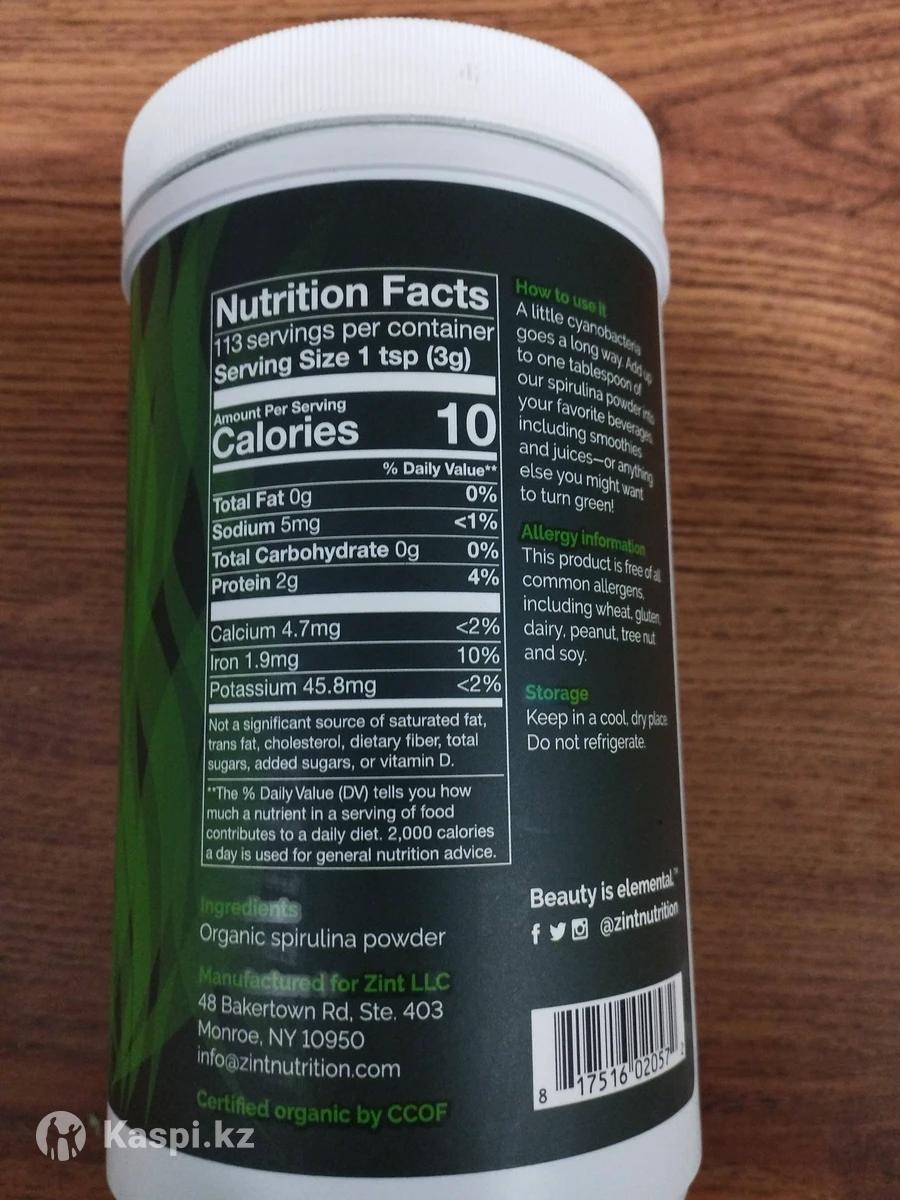 Nutrition Facts
113 servings per container
Serving Size 1 tsp (3g)
Amount Per Serving
Calories 10
% Daily Value**
Total Fat 0g 0%
Sodium 5mg <1%
Total Carbohydrate 0g 0%
Protein 2g 4%
Calcium 4.7mg <2%
Iron 1.9mg 10%
Potassium 45.8mg <2%
Not a significant source of saturated fat,
trans fat, cholesterol, dietary fiber, total
sugars, added sugars, or vitamin D.
**The % Daily Value (DV) tells you how
much a nutrient in a serving of food
contributes to a daily diet. 2,000 calories
a day is used for general nutrition advice.
Ingredients
Organic spirulina powder
Manufactured for Zint LLC
48 Bakertown Rd, Ste. 403
Monroe, NY 10950
info@zintnutrition.com
Certified organic by CCOF
How to use it
A little cyanobacteria
goes a long way. Add up
to one tablespoon of
our spirulina powder into
your favorite beverages
including smoothies
and juices—or anything
else you might want
to turn green!
Allergy information
This product is free of all
common allergens,
including wheat, gluten,
dairy, peanut, tree nut
and soy.
Storage
Keep in a cool, dry place.
Do not refrigerate.
Beauty is elemental.™
@zintnutrition
8 17516 02057 2
Kaspi.kz